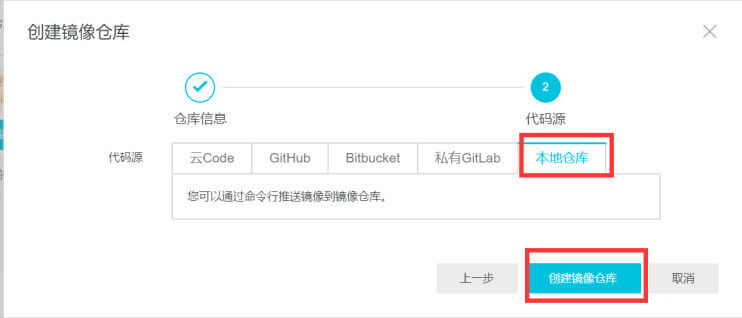 创建镜像仓库
2
仓库信息
代码源
代码源
云Code
GitHub
Bitbucket
私有GitLab
本地仓库
您可以通过命令行推送镜像到镜像仓库。
上一步
创建镜像仓库
取消